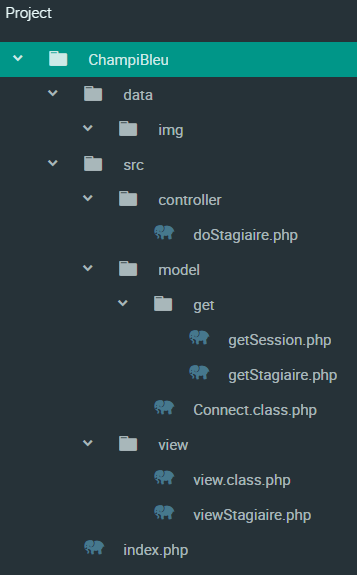 Project
ChampiBleu
data
img
src
controller
doStagiaire.php
model
get
getSession.php
getStagiaire.php
Connect.class.php
view
view.class.php
viewStagiaire.php
index.php